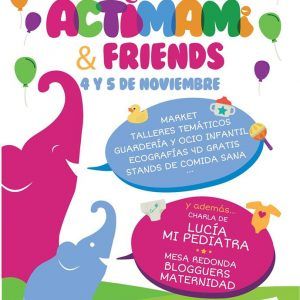 ACTÍMAMi
& FRIENDS
4 Y 5 DE NOVIEMBRE
MARKET
TALLERES TEMÁTICOS
GUARDERÍA Y OCIO INFANTIL
ECOGRAFÍAS 4D GRATIS
STANDS DE COMIDA SANA
...
y además...
CHARLA DE
LUCÍA
MI PEDIATRA
MESA REDONDA
BLOGGUERS
MATERNIDAD